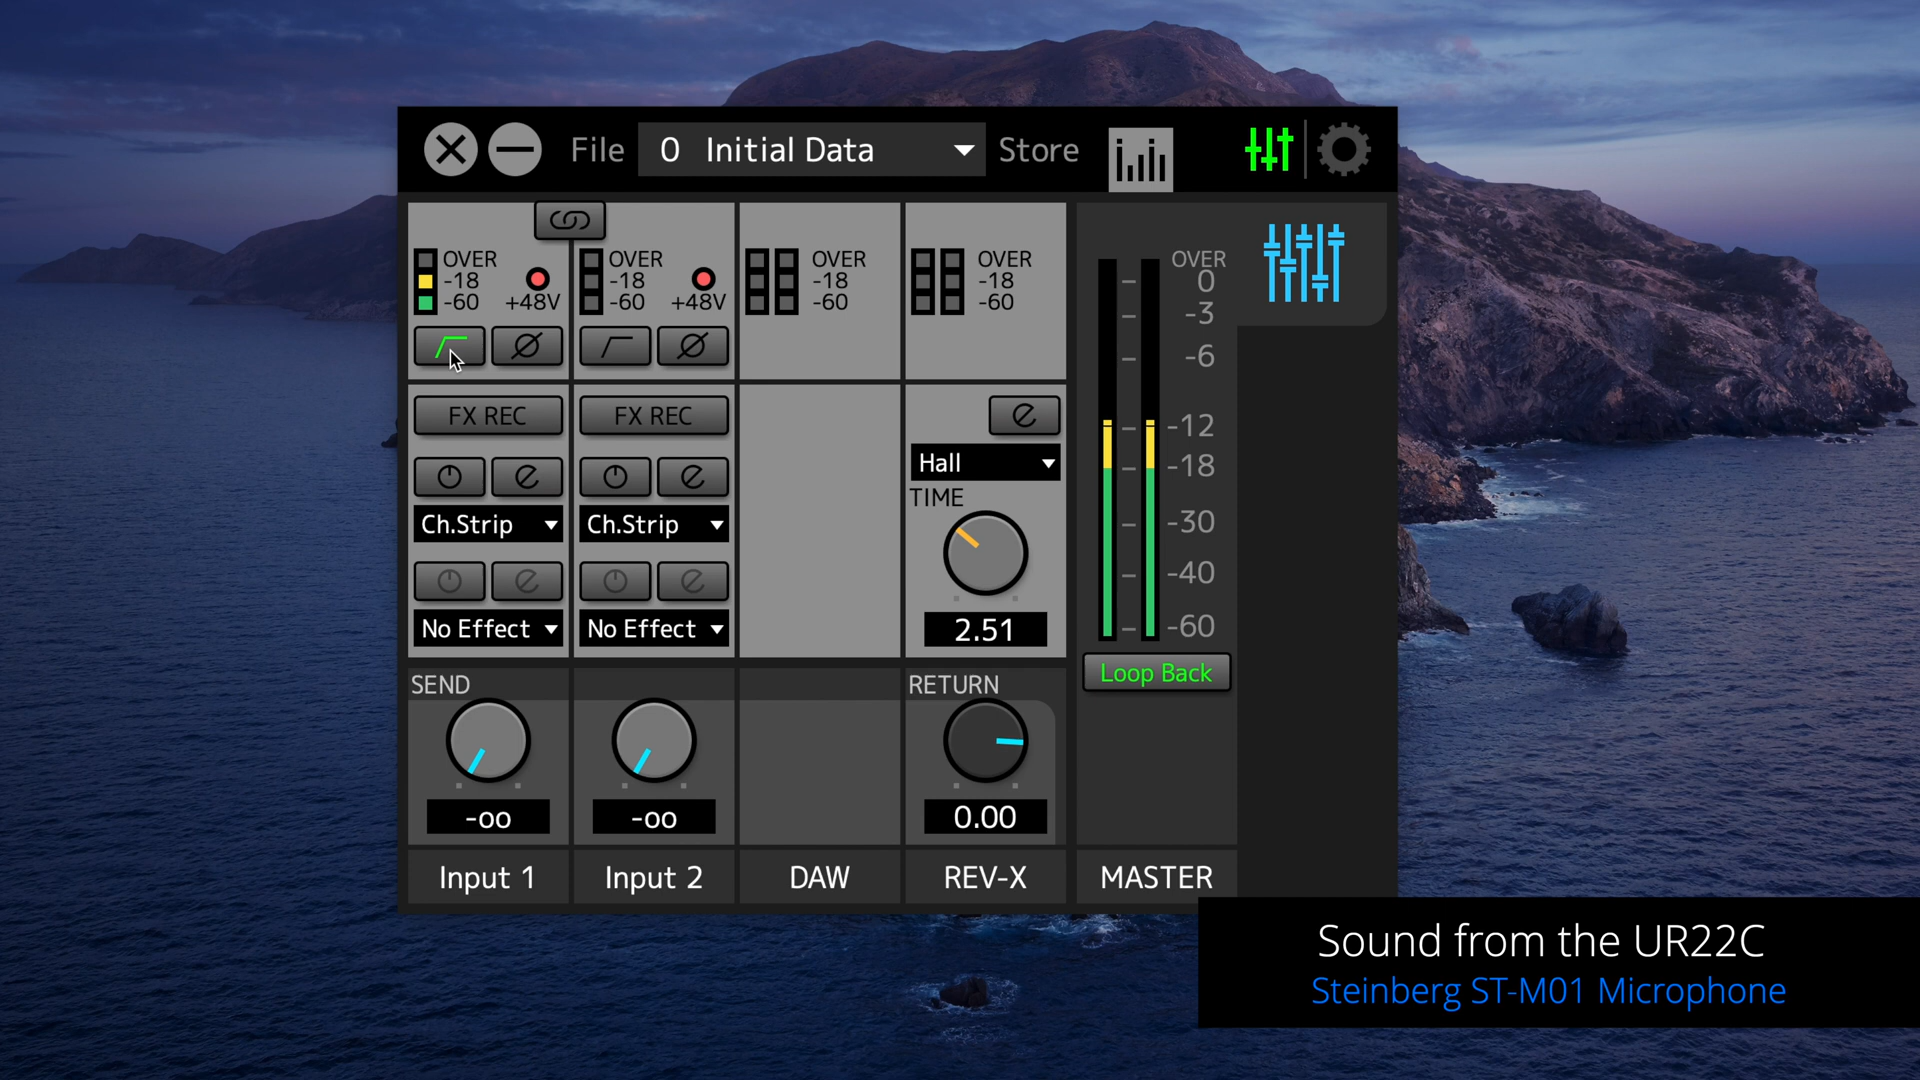 File 0 Initial Data Store
OVER
-18
-60
+48V
OVER
-18
-60
+48V
OVER
-18
-60
OVER
-18
-60
OVER
0
-3
-6
-12
-18
-30
-40
-60
FX REC
FX REC
Hall
TIME
Ch.Strip
Ch.Strip
No Effect
No Effect
2.51
Loop Back
SEND
RETURN
-oo
-oo
0.00
Input 1
Input 2
DAW
REV-X
MASTER
Sound from the UR22C
Steinberg ST-M01 Microphone